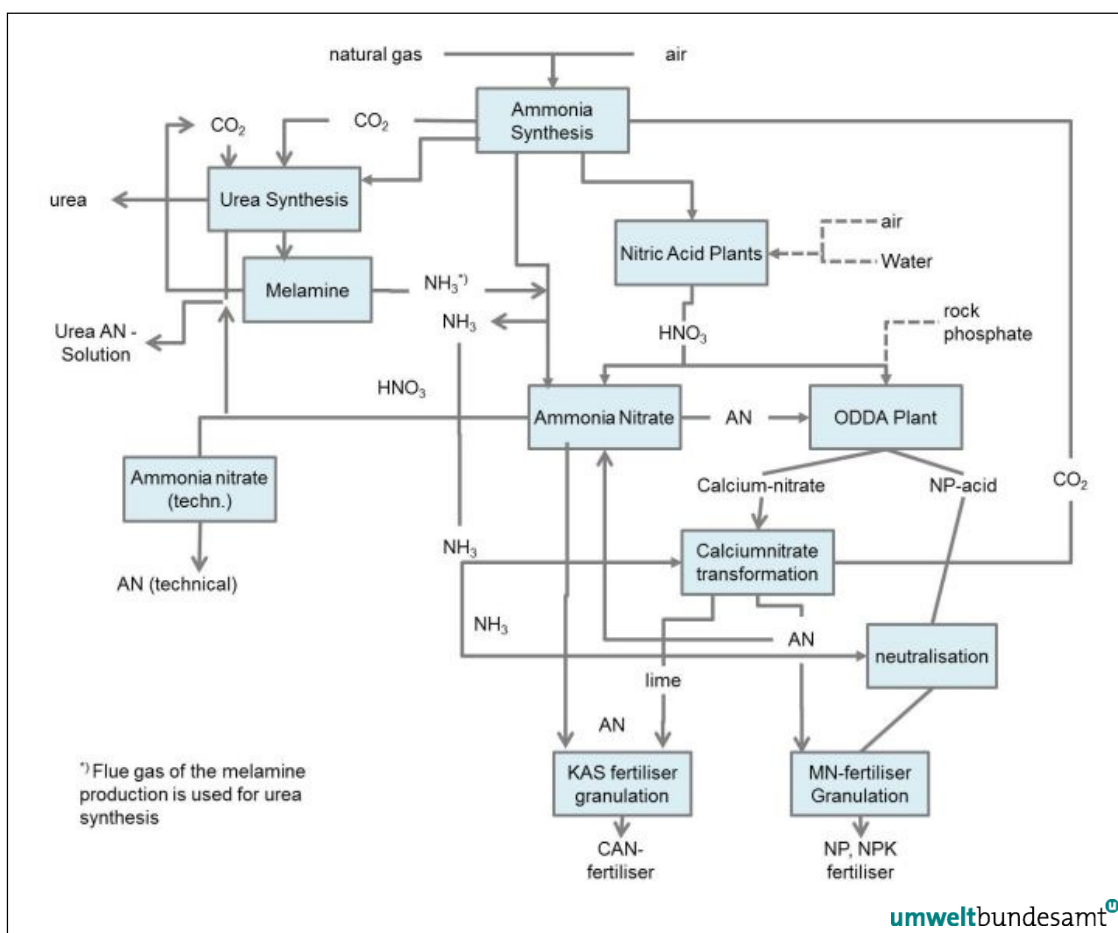 natural gas
air
Ammonia
Synthesis
CO₂
CO₂
urea
Urea Synthesis
Melamine
NH₃*⁾
NH₃
Nitric Acid Plants
air
Water
Urea AN -
Solution
HNO₃
rock
phosphate
HNO₃
Ammonia Nitrate
AN
ODDA Plant
Ammonia nitrate
(techn.)
AN (technical)
Calcium-nitrate
NP-acid
CO₂
NH₃
Calciumnitrate
transformation
NH₃
AN
neutralisation
lime
AN
*⁾ Flue gas of the melamine
production is used for urea
synthesis
KAS fertiliser
granulation
MN-fertiliser
Granulation
CAN-
fertiliser
NP, NPK
fertiliser
umweltbundesamt
u